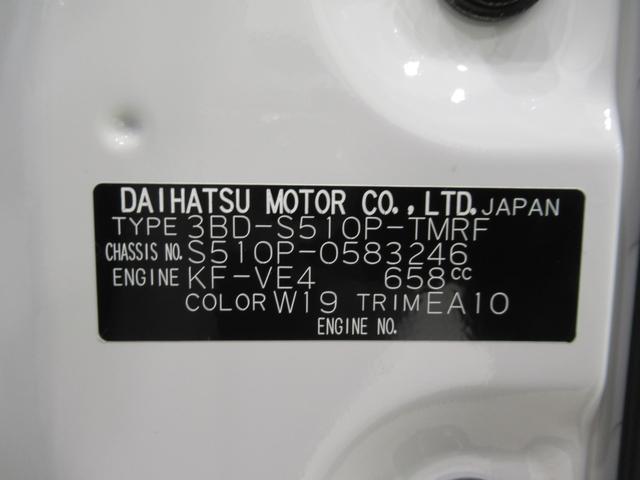 DAIHATSU MOTOR CO.,LTD. JAPAN
TYPE 3BD-S510P-TMRF
CHASSIS NO. S510P-0583246
ENGINE KF-VE4 658cc
COLOR W19 TRIM EA10
ENGINE NO.